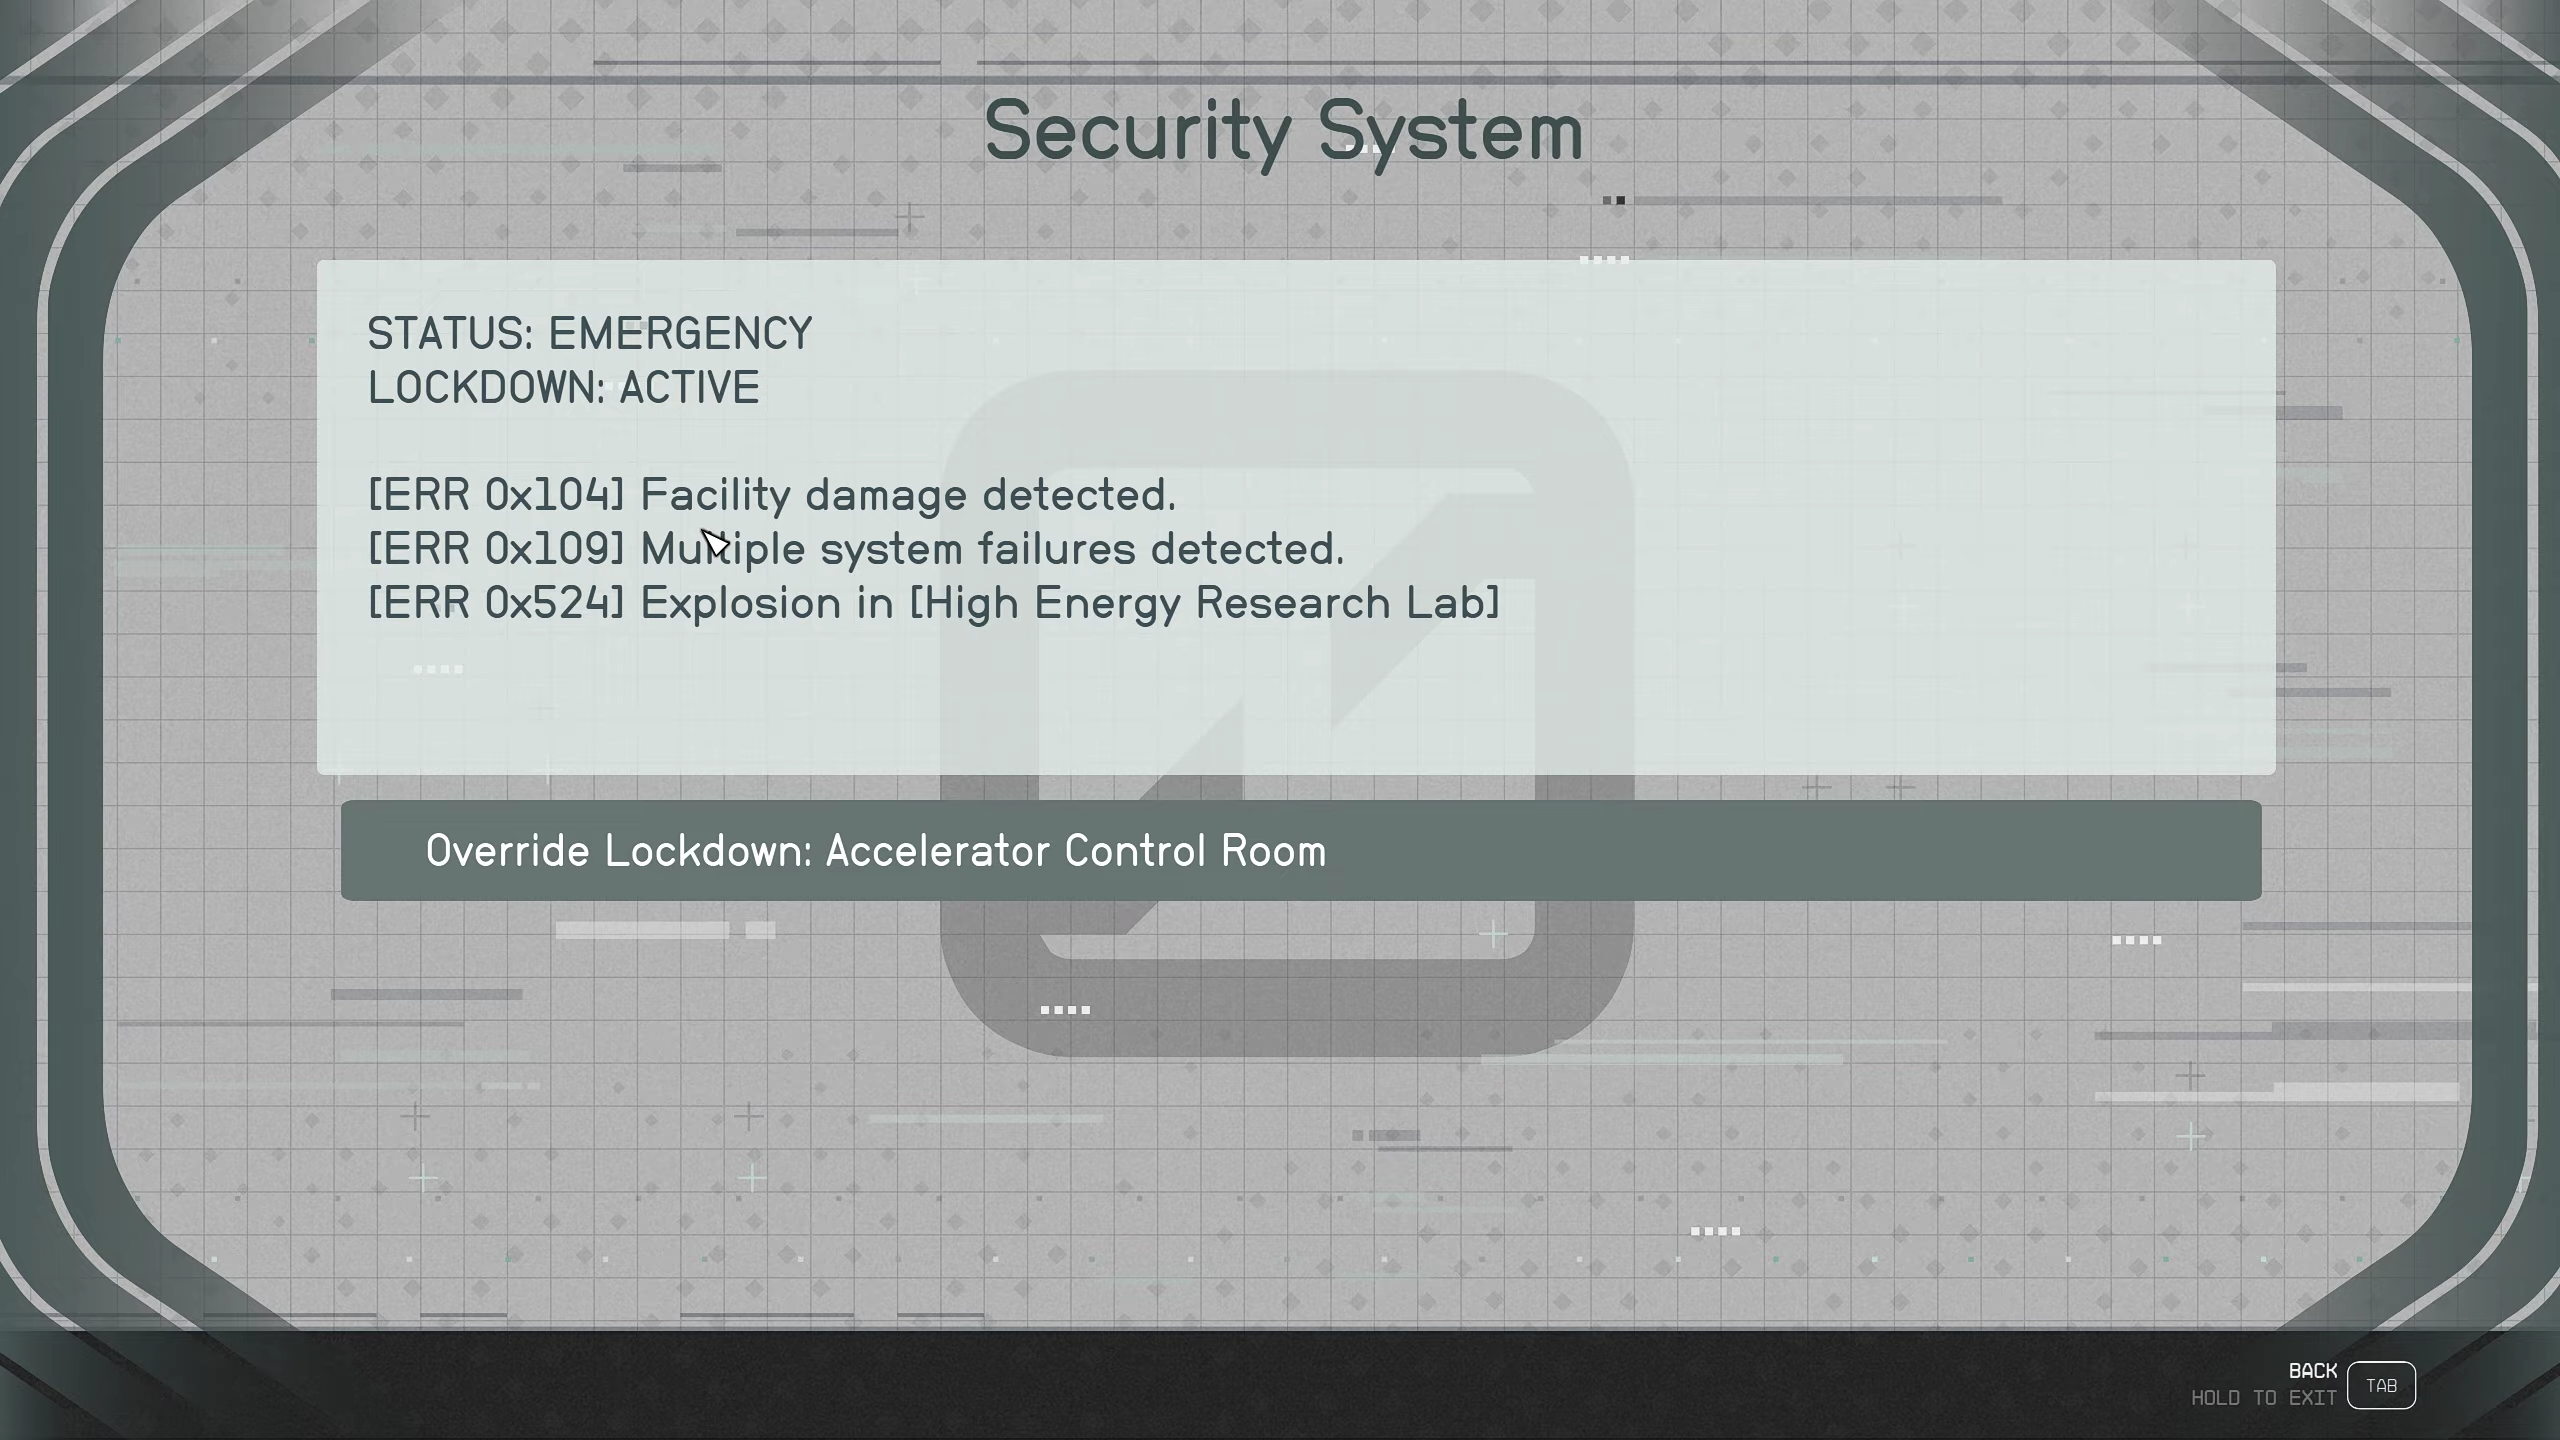 Security System
STATUS: EMERGENCY
LOCKDOWN: ACTIVE
[ERR 0x104] Facility damage detected.
[ERR 0x109] Multiple system failures detected.
[ERR 0x524] Explosion in [High Energy Research Lab]
Override Lockdown: Accelerator Control Room
BACK
HOLD TO EXIT
TAB